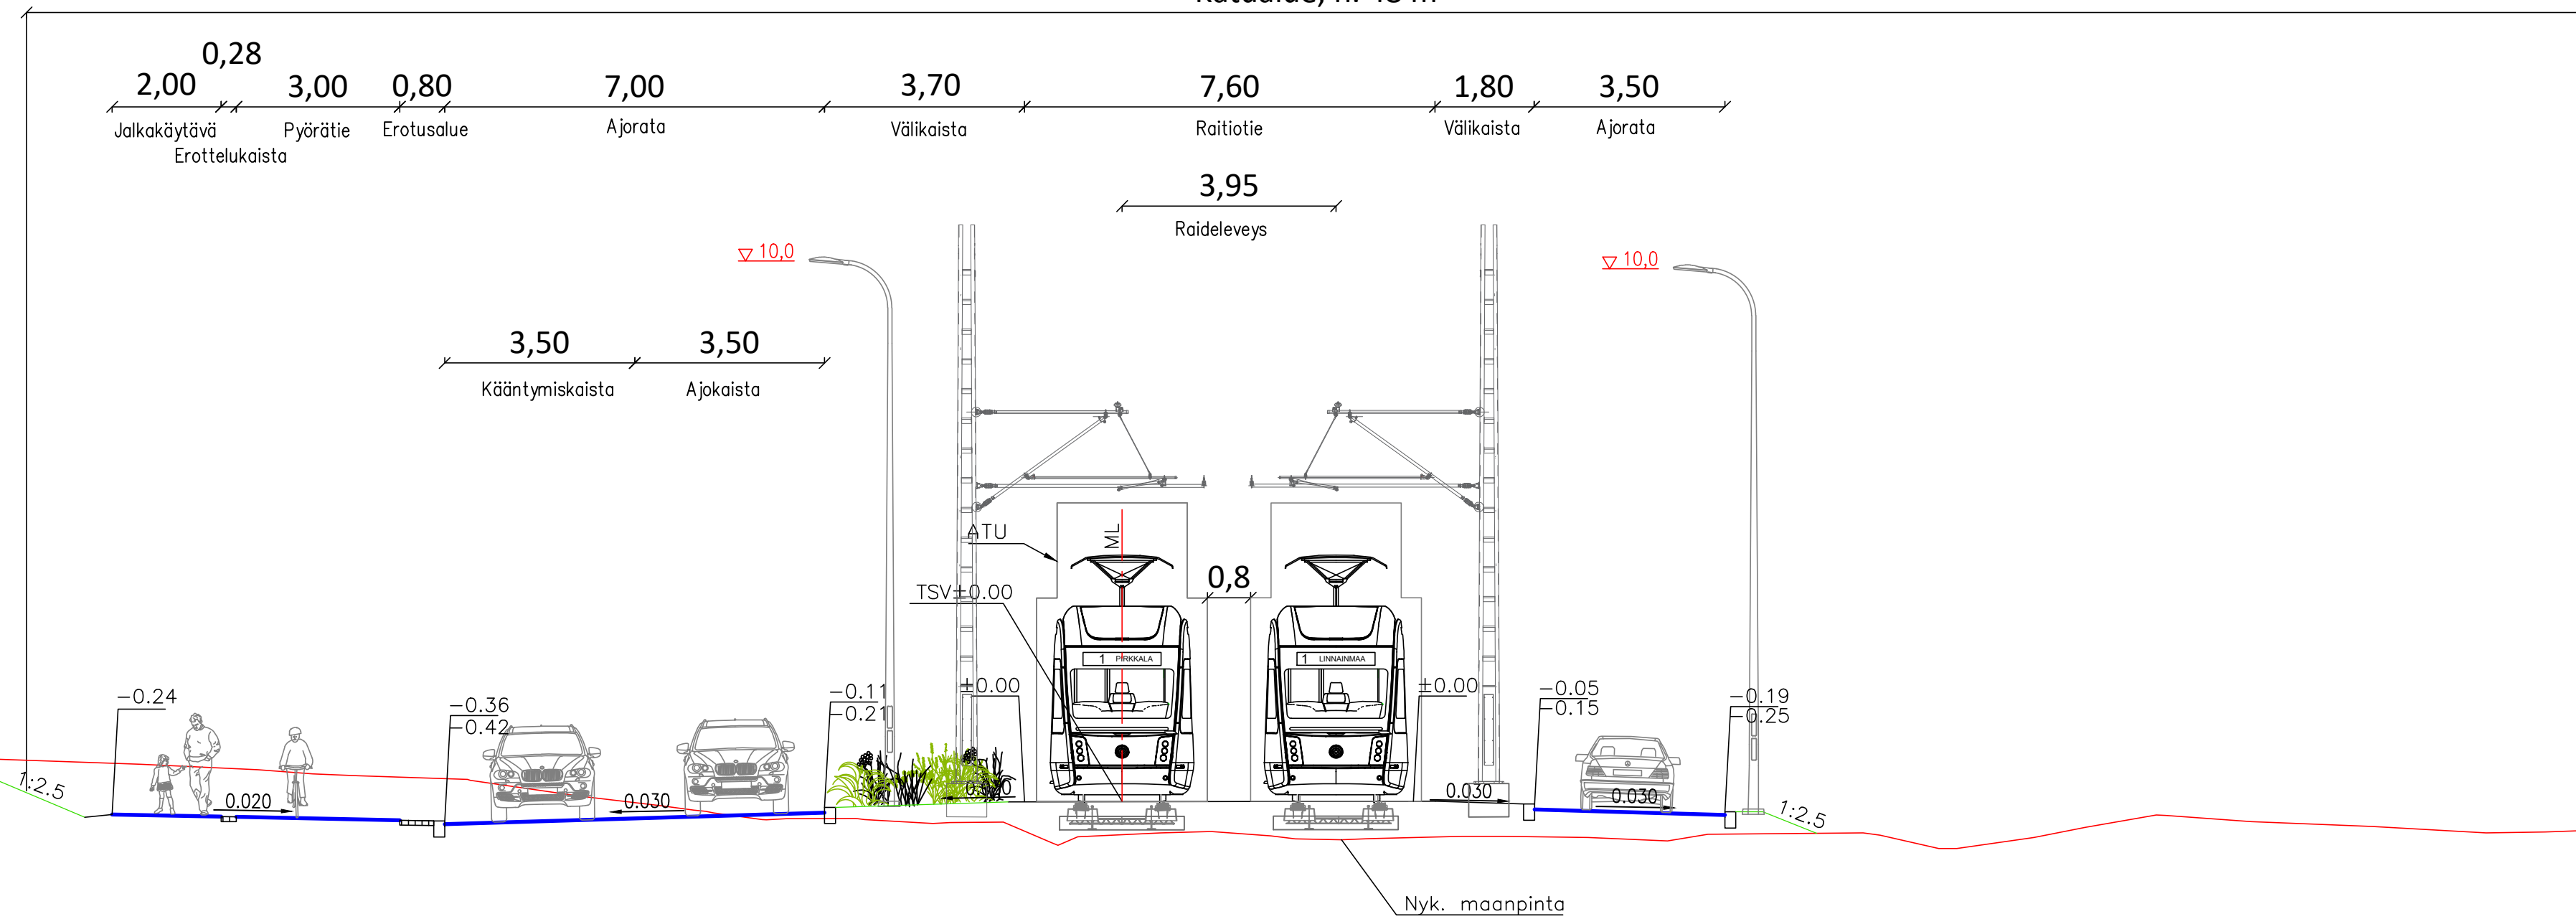 0,28
2,00 3,00 0,80 7,00 3,70 7,60 1,80 3,50
Jalkakäytävä Pyörätie Erotusalue Ajorata Välikaista Raitiotie Välikaista Ajorata
Erottelukaista
3,95
Raideleveys
10,0 10,0
3,50 3,50
Kääntymiskaista Ajokaista
ATU ML
TSV±0.00 0,8
1 PIRKKALA 1 LINNAINMAA
-0.24 -0.36 -0.11 ±0.00 ±0.00 -0.05 -0.19
-0.42 -0.21 -0.15 -0.25
1:2.5 0.020 0.030 0.030 0.030 1:2.5
Nyk. maanpinta